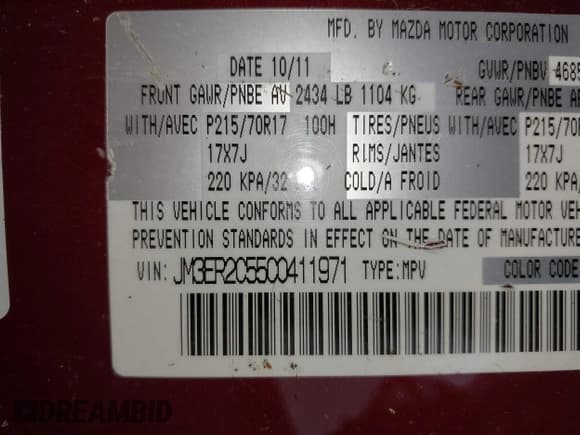 MFD. BY MAZDA MOTOR CORPORATION
DATE 10/11 GVWR/PNBV 4685
FRONT GAWR/PNBE AV 2434 LB 1104 KG REAR GAWR/PNBE AR
WITH/AVEC P215/70R17 100H TIRES/PNEUS WITH/AVEC P215/70R
17X7J RIMS/JANTES 17X7J
220 KPA/32 COLD/A FROID 220 KPA/
THIS VEHICLE CONFORMS TO ALL APPLICABLE FEDERAL MOTOR VEH
PREVENTION STANDARDS IN EFFECT ON THE DATE OF MANUFACTURE
VIN: JM3ER2C55C0411971 TYPE:MPV COLOR CODE
DREAMBID